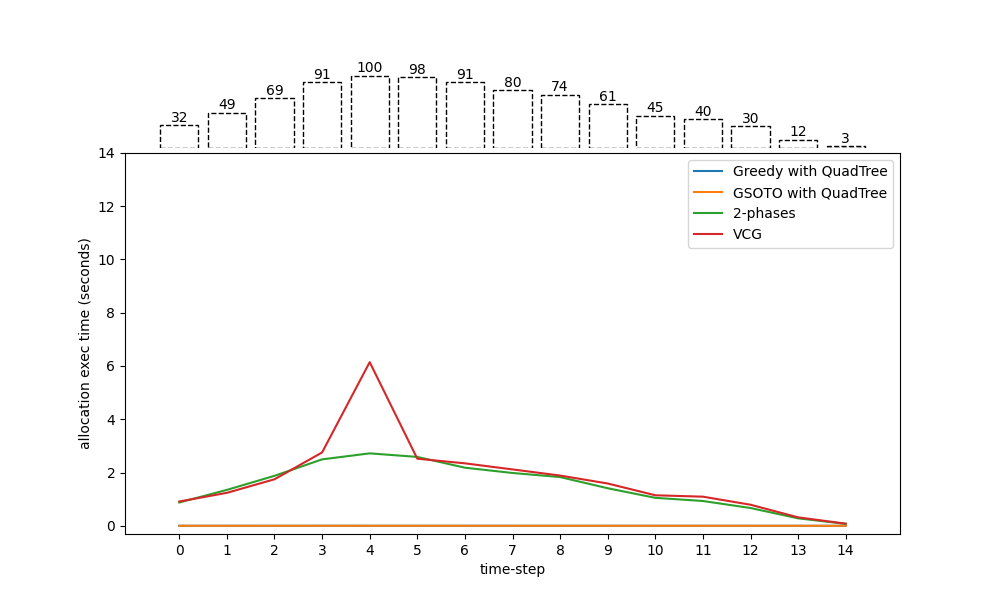 32 49 69 91 100 98 91 80 74 61 45 40 30 12 3
14
12
10
8
6
4
2
0
allocation exec time (seconds)
Greedy with QuadTree
GSOTO with QuadTree
2-phases
VCG
0 1 2 3 4 5 6 7 8 9 10 11 12 13 14
time-step